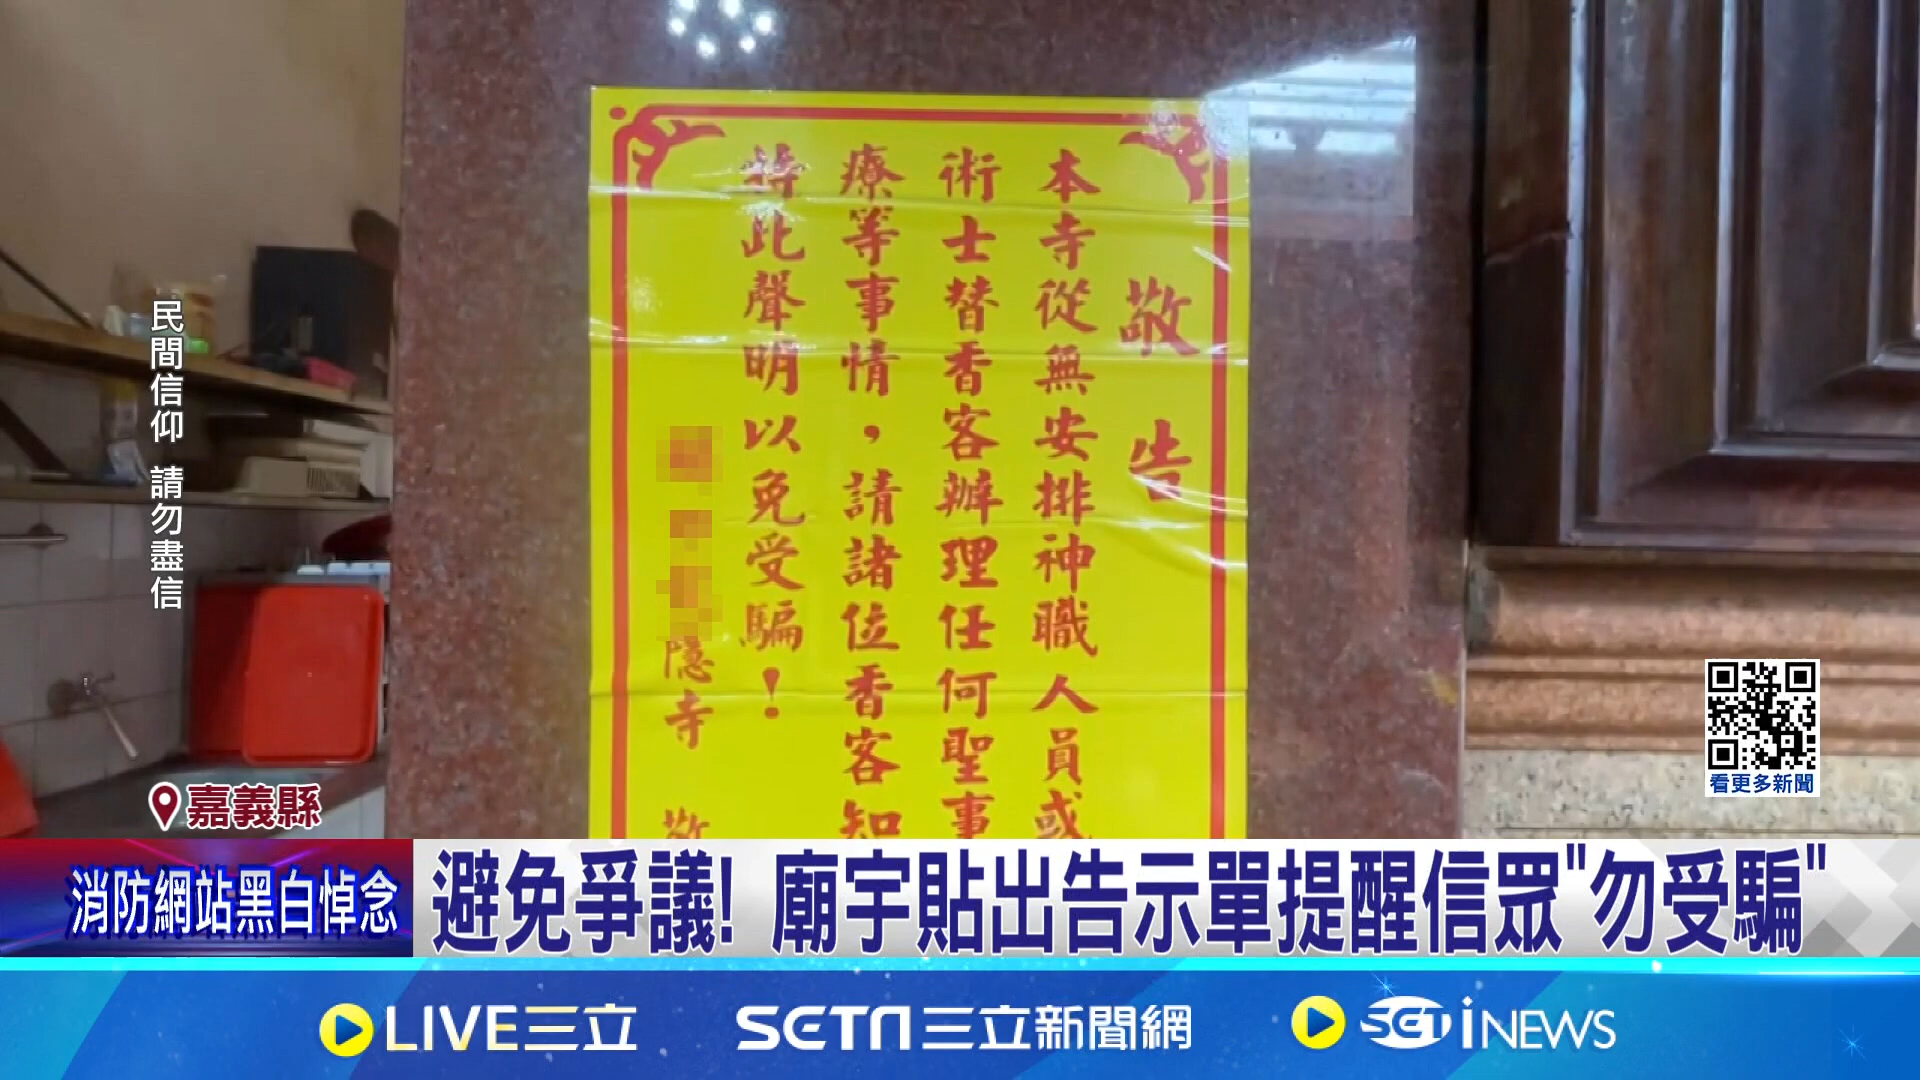 敬告
本寺從無安排神職人員或
術士替香客辦理任何聖事
療等事情，請諸位香客知
特此聲明以免受騙！
隱寺 敬
民間信仰 請勿盡信
嘉義縣
看更多新聞
消防網站黑白悼念
避免爭議! 廟宇貼出告示單提醒信眾"勿受騙"
LIVE三立
SETN三立新聞網
SETiNEWS